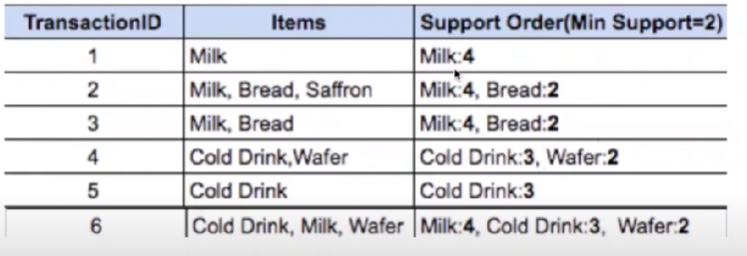 TransactionID Items Support Order(Min Support=2)
1 Milk Milk:4
2 Milk, Bread, Saffron Milk:4, Bread:2
3 Milk, Bread Milk:4, Bread:2
4 Cold Drink,Wafer Cold Drink:3, Wafer:2
5 Cold Drink Cold Drink:3
6 Cold Drink, Milk, Wafer Milk:4, Cold Drink:3, Wafer:2